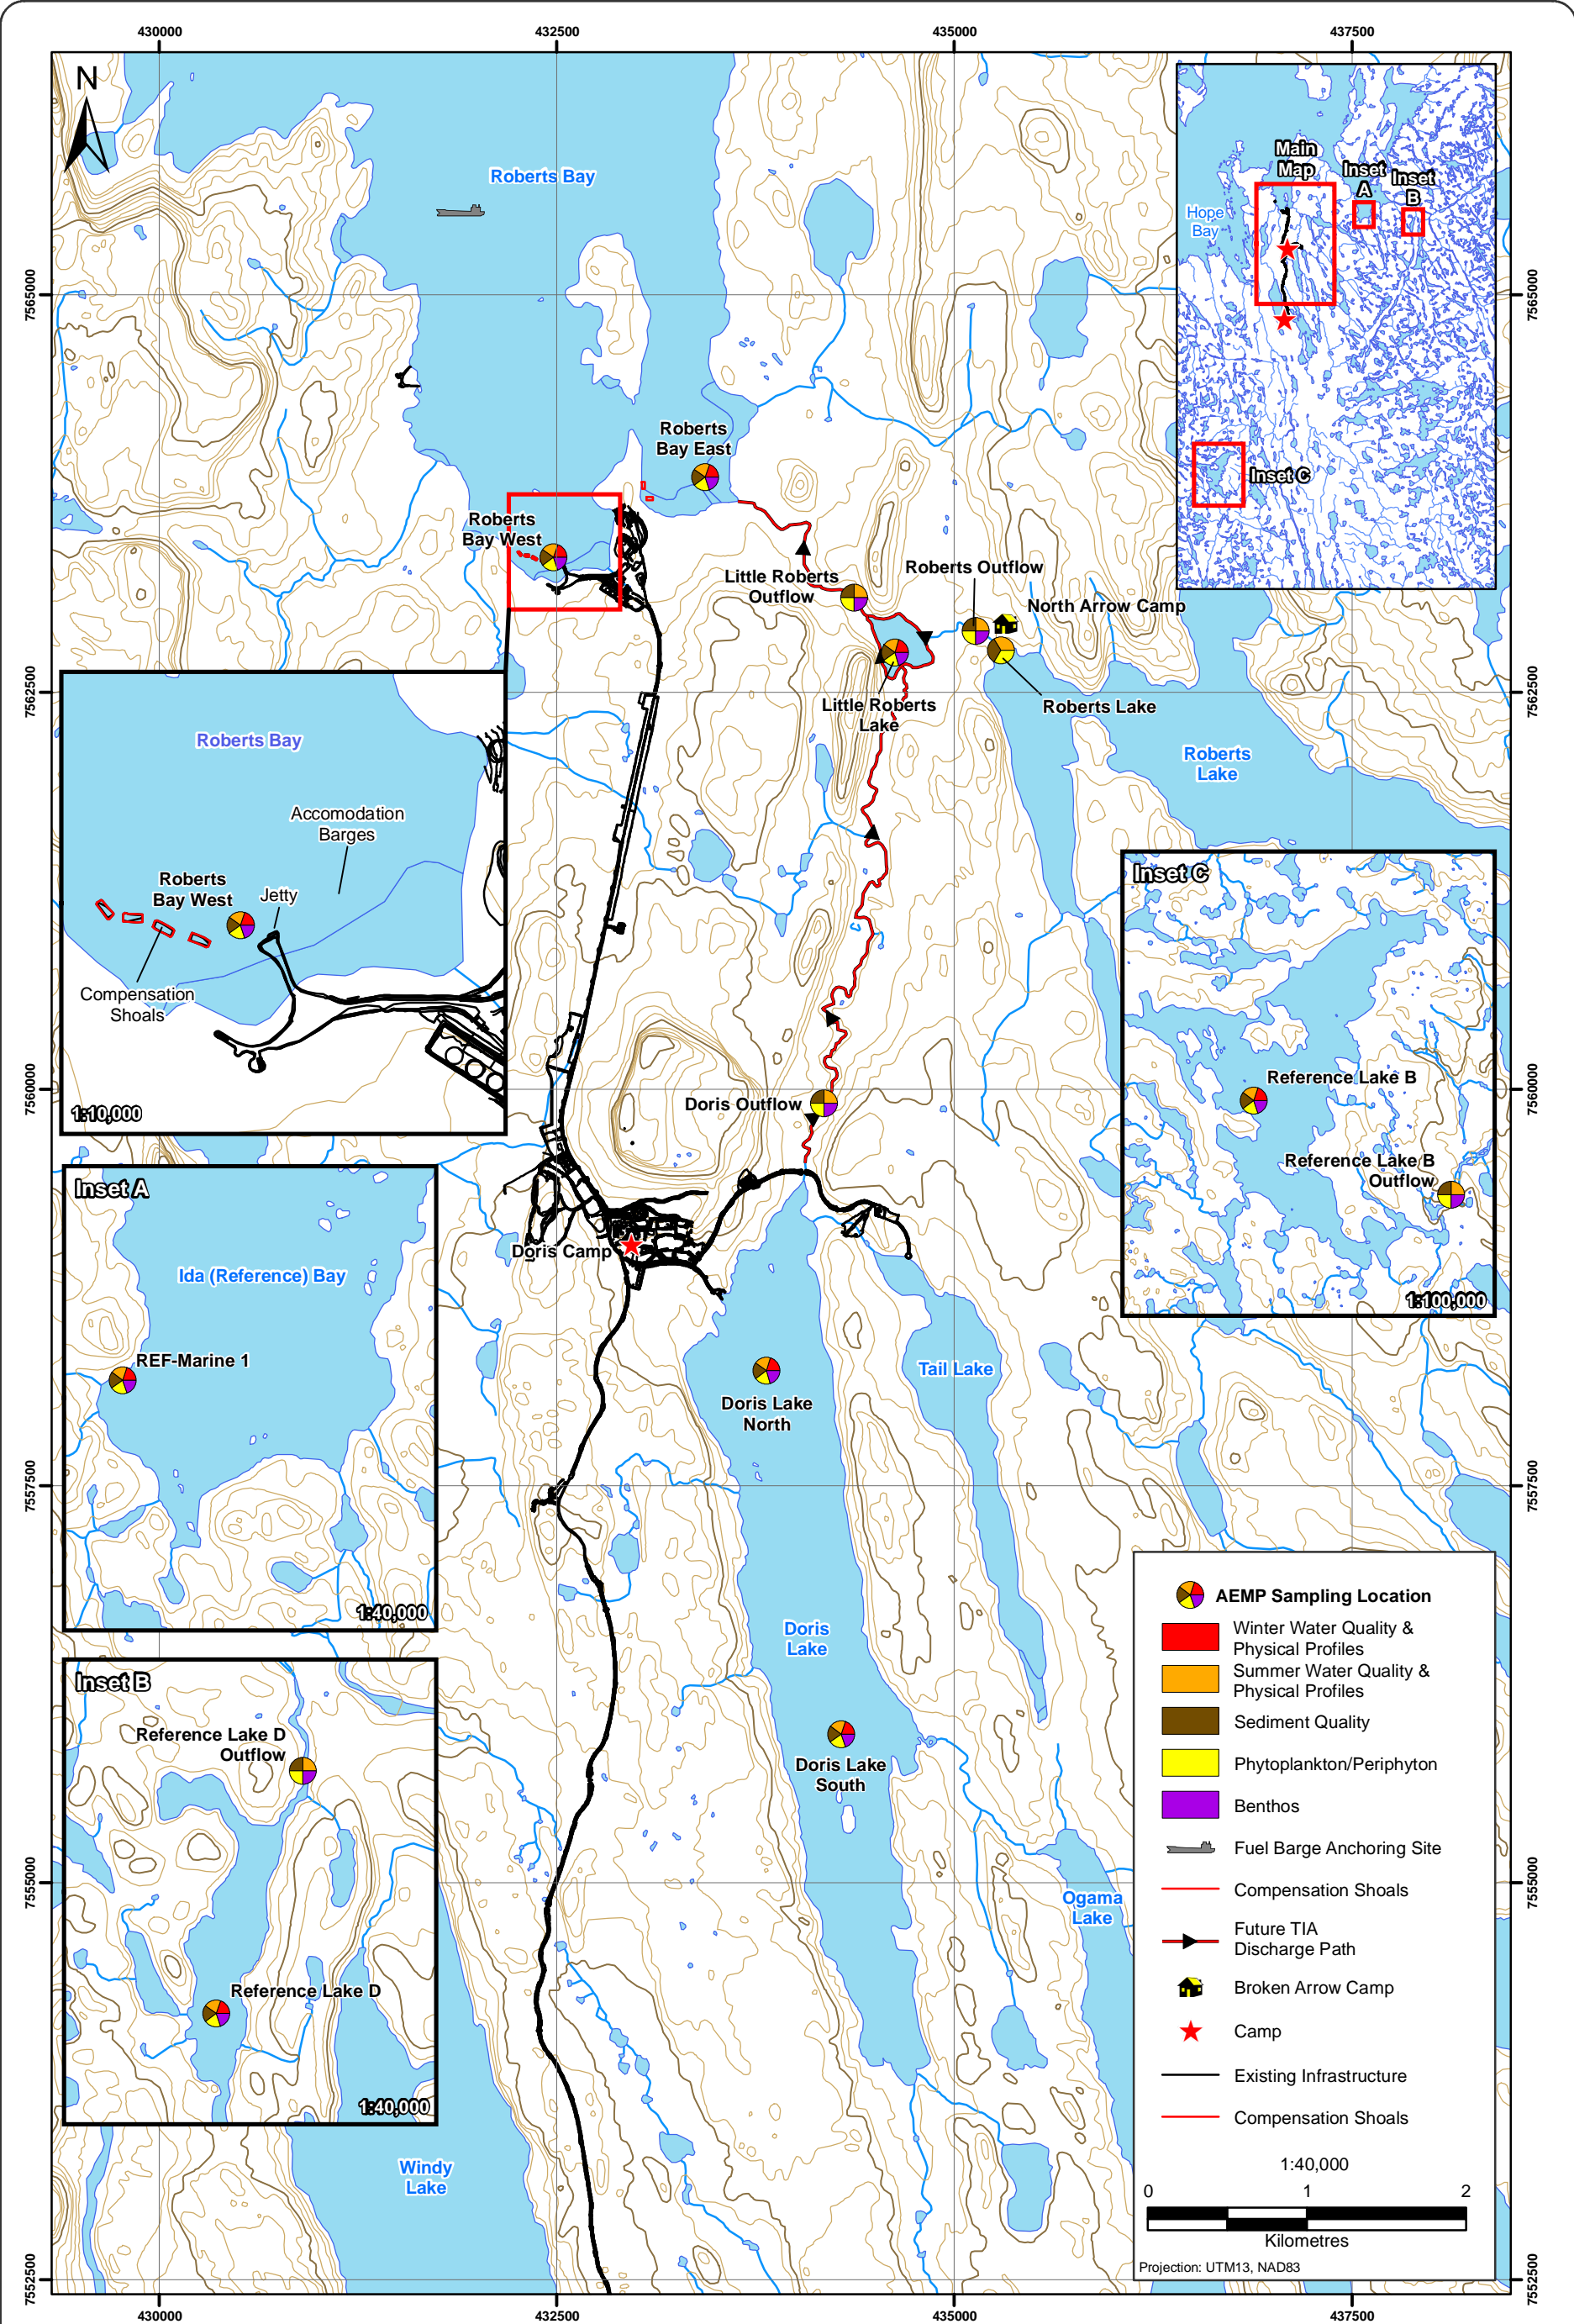 430000
432500
435000
437500
N
Roberts Bay
Main
Map
Inset
A
Inset
B
Hope
Bay
Inset C
7565000
7565000
Roberts
Bay East
Roberts
Bay West
Little Roberts
Outflow
Roberts Outflow
North Arrow Camp
Little Roberts
Lake
Roberts Lake
7562500
7562500
Roberts
Lake
Roberts Bay
Accomodation
Barges
Roberts
Bay West
Jetty
Compensation
Shoals
1:10,000
Inset C
Reference Lake B
Reference Lake B
Outflow
1:100,000
7560000
7560000
Doris Outflow
Doris Camp
Inset A
Ida (Reference) Bay
REF-Marine 1
1:40,000
Tail Lake
Doris Lake
North
7557500
7557500
Doris
Lake
Doris Lake
South
Inset B
Reference Lake D
Outflow
Reference Lake D
1:40,000
7555000
7555000
Ogama
Lake
Windy
Lake
AEMP Sampling Location
Winter Water Quality &
Physical Profiles
Summer Water Quality &
Physical Profiles
Sediment Quality
Phytoplankton/Periphyton
Benthos
Fuel Barge Anchoring Site
Compensation Shoals
Future TIA
Discharge Path
Broken Arrow Camp
Camp
Existing Infrastructure
Compensation Shoals
1:40,000
0 1 2
Kilometres
Projection: UTM13, NAD83
7552500
7552500
430000
432500
435000
437500